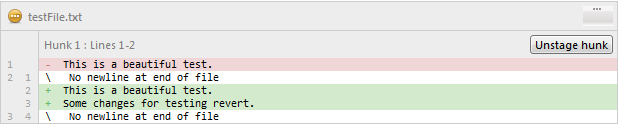 testFile.txt
Hunk 1 : Lines 1-2 Unstage hunk
1 - This is a beautiful test.
2 1 \ No newline at end of file
2 + This is a beautiful test.
3 + Some changes for testing revert.
3 4 \ No newline at end of file